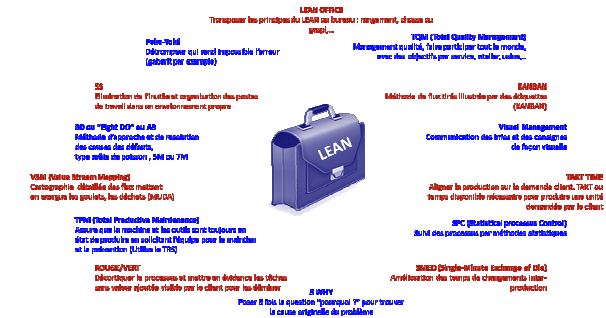 LEAN OFFICE
Transposer les principes du LEAN au bureau : rangement, chasse au
gaspi,...
Poka-Yoké
Détrompeur qui rend impossible l'erreur
(gabarit par exemple)
TQM (Total Quality Management)
Management qualité, faire participer tout le monde,
avec des objectifs par service, atelier, usine,..
5S
Elimination de l'inutile et organisation des postes
de travail dans un environnement propre
KANBAN
Méthode de flux tirés illustrée par des étiquettes
(KANBAN)
8D ou "Eight DO" ou A3
Méthode d'approche et de résolution
des causes des défauts,
type arête de poisson , 5M ou 7M
Visual Management
Communication des infos et des consignes
de façon visuelle
LEAN
VSM (Value Stream Mapping)
Cartographie détaillée des flux mettant
en exergue les goulets, les déchets (MUDA)
TAKT TIME
Aligner la production sur la demande client. TAKT ou
temps disponible nécessaire pour produire une unité
demandée par le client
TPM (Total Productive Maintenance)
Assure que la machine et les outils sont toujours en
état de produire en sollicitant l'équipe pour le maintien
et la prévention (Utilise le TRS)
SPC (Statistical processus Control)
Suivi des processus par méthodes statistiques
ROUGE/VERT
Décortiquer le processus et mettre en évidence les tâches
sans valeur ajoutée visible par le client pour les éliminer
SMED (Single-Minute Exchange of Die)
Amélioration des temps de changements inter-
production
5 WHY
Poser 5 fois la question "pourquoi ?" pour trouver
la cause originelle du problème